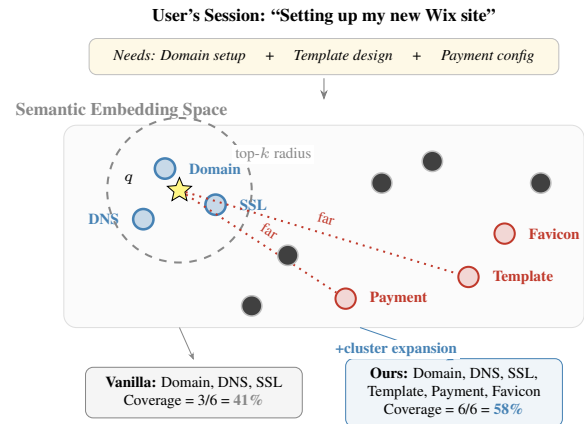 User's Session: “Setting up my new Wix site”
Needs: Domain setup + Template design + Payment config
Semantic Embedding Space
top-k radius
q
Domain
DNS
SSL
far
far
Favicon
Template
Payment
+cluster expansion
Vanilla: Domain, DNS, SSL
Coverage = 3/6 = 41%
Ours: Domain, DNS, SSL,
Template, Payment, Favicon
Coverage = 6/6 = 58%